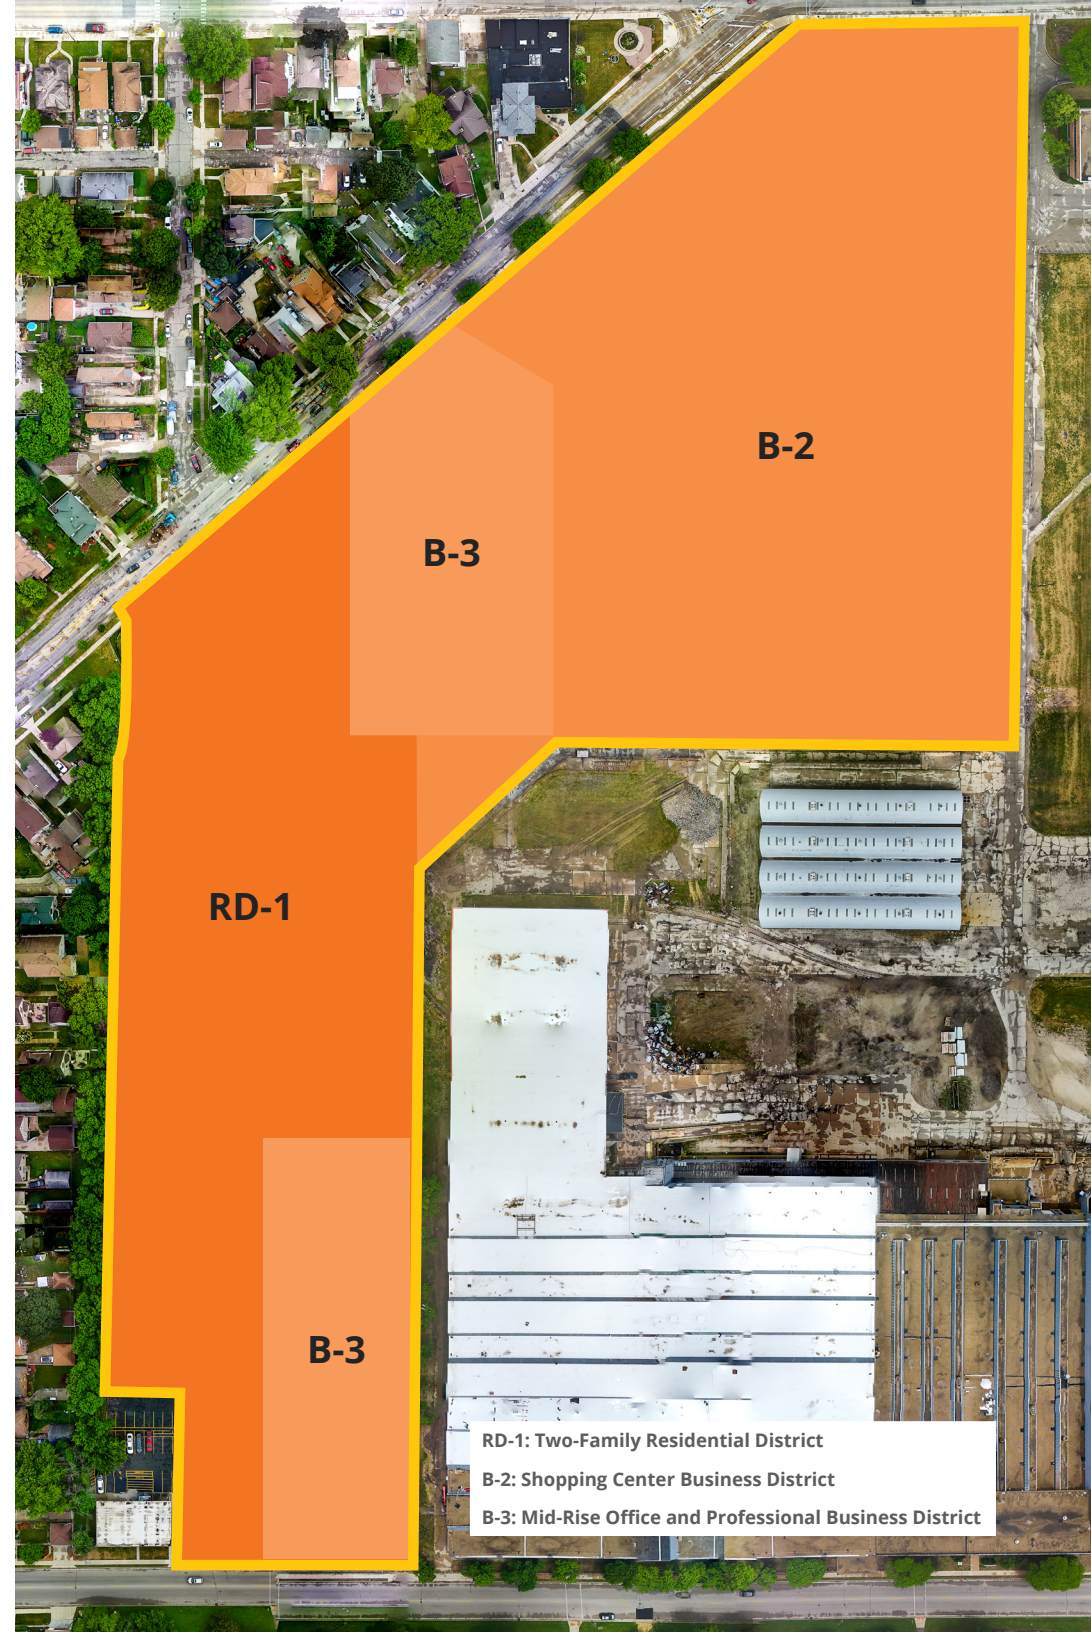 B-2
B-3
RD-1
B-3
RD-1: Two-Family Residential District
B-2: Shopping Center Business District
B-3: Mid-Rise Office and Professional Business District